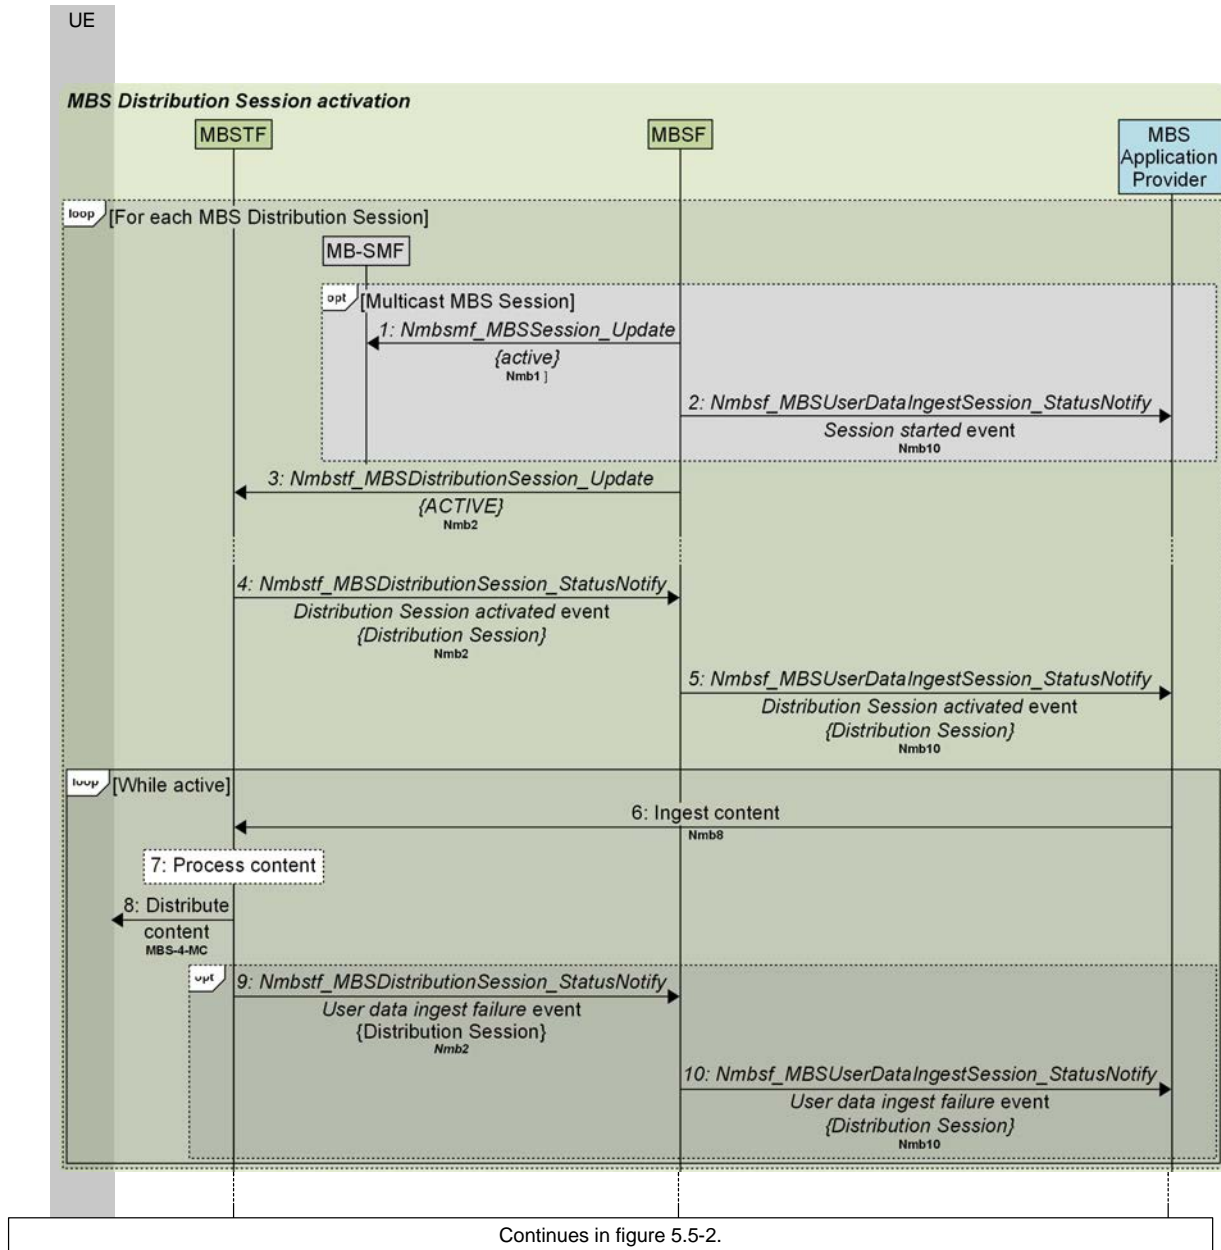 UE
MBS Distribution Session activation
MBSTF
MBSF
MBS
Application
Provider
loop
[For each MBS Distribution Session]
MB-SMF
opt
[Multicast MBS Session]
1: Nmbsmf_MBSSession_Update
{active}
Nmb1 ]
2: Nmbsf_MBSUserDataIngestSession_StatusNotify
Session started event
Nmb10
3: Nmbstf_MBSDistributionSession_Update
{ACTIVE}
Nmb2
4: Nmbstf_MBSDistributionSession_StatusNotify
Distribution Session activated event
{Distribution Session}
Nmb2
5: Nmbsf_MBSUserDataIngestSession_StatusNotify
Distribution Session activated event
{Distribution Session}
Nmb10
loop
[While active]
6: Ingest content
Nmb8
7: Process content
8: Distribute
content
MBS-4-MC
opt
9: Nmbstf_MBSDistributionSession_StatusNotify
User data ingest failure event
{Distribution Session}
Nmb2
10: Nmbsf_MBSUserDataIngestSession_StatusNotify
User data ingest failure event
{Distribution Session}
Nmb10
Continues in figure 5.5-2.